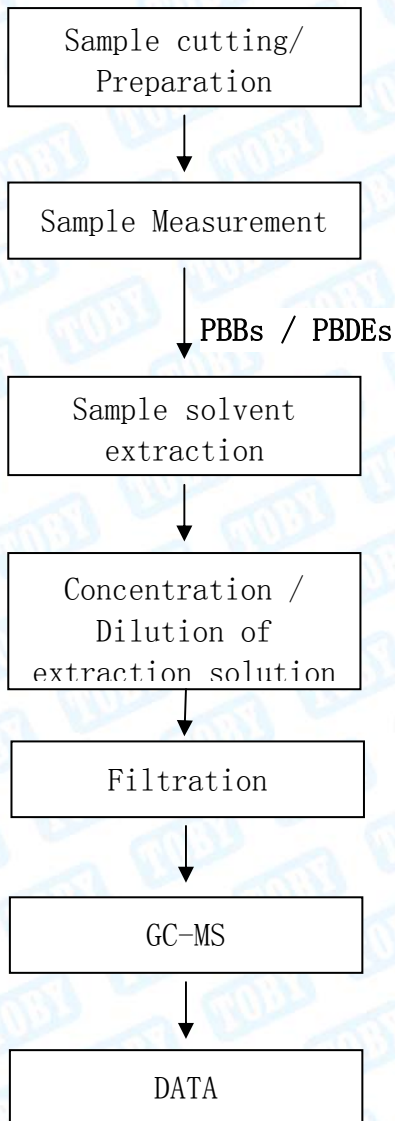 Sample cutting/
Preparation
Sample Measurement
PBBs / PBDEs
Sample solvent
extraction
Concentration /
Dilution of
extraction solution
Filtration
GC-MS
DATA
TOBY